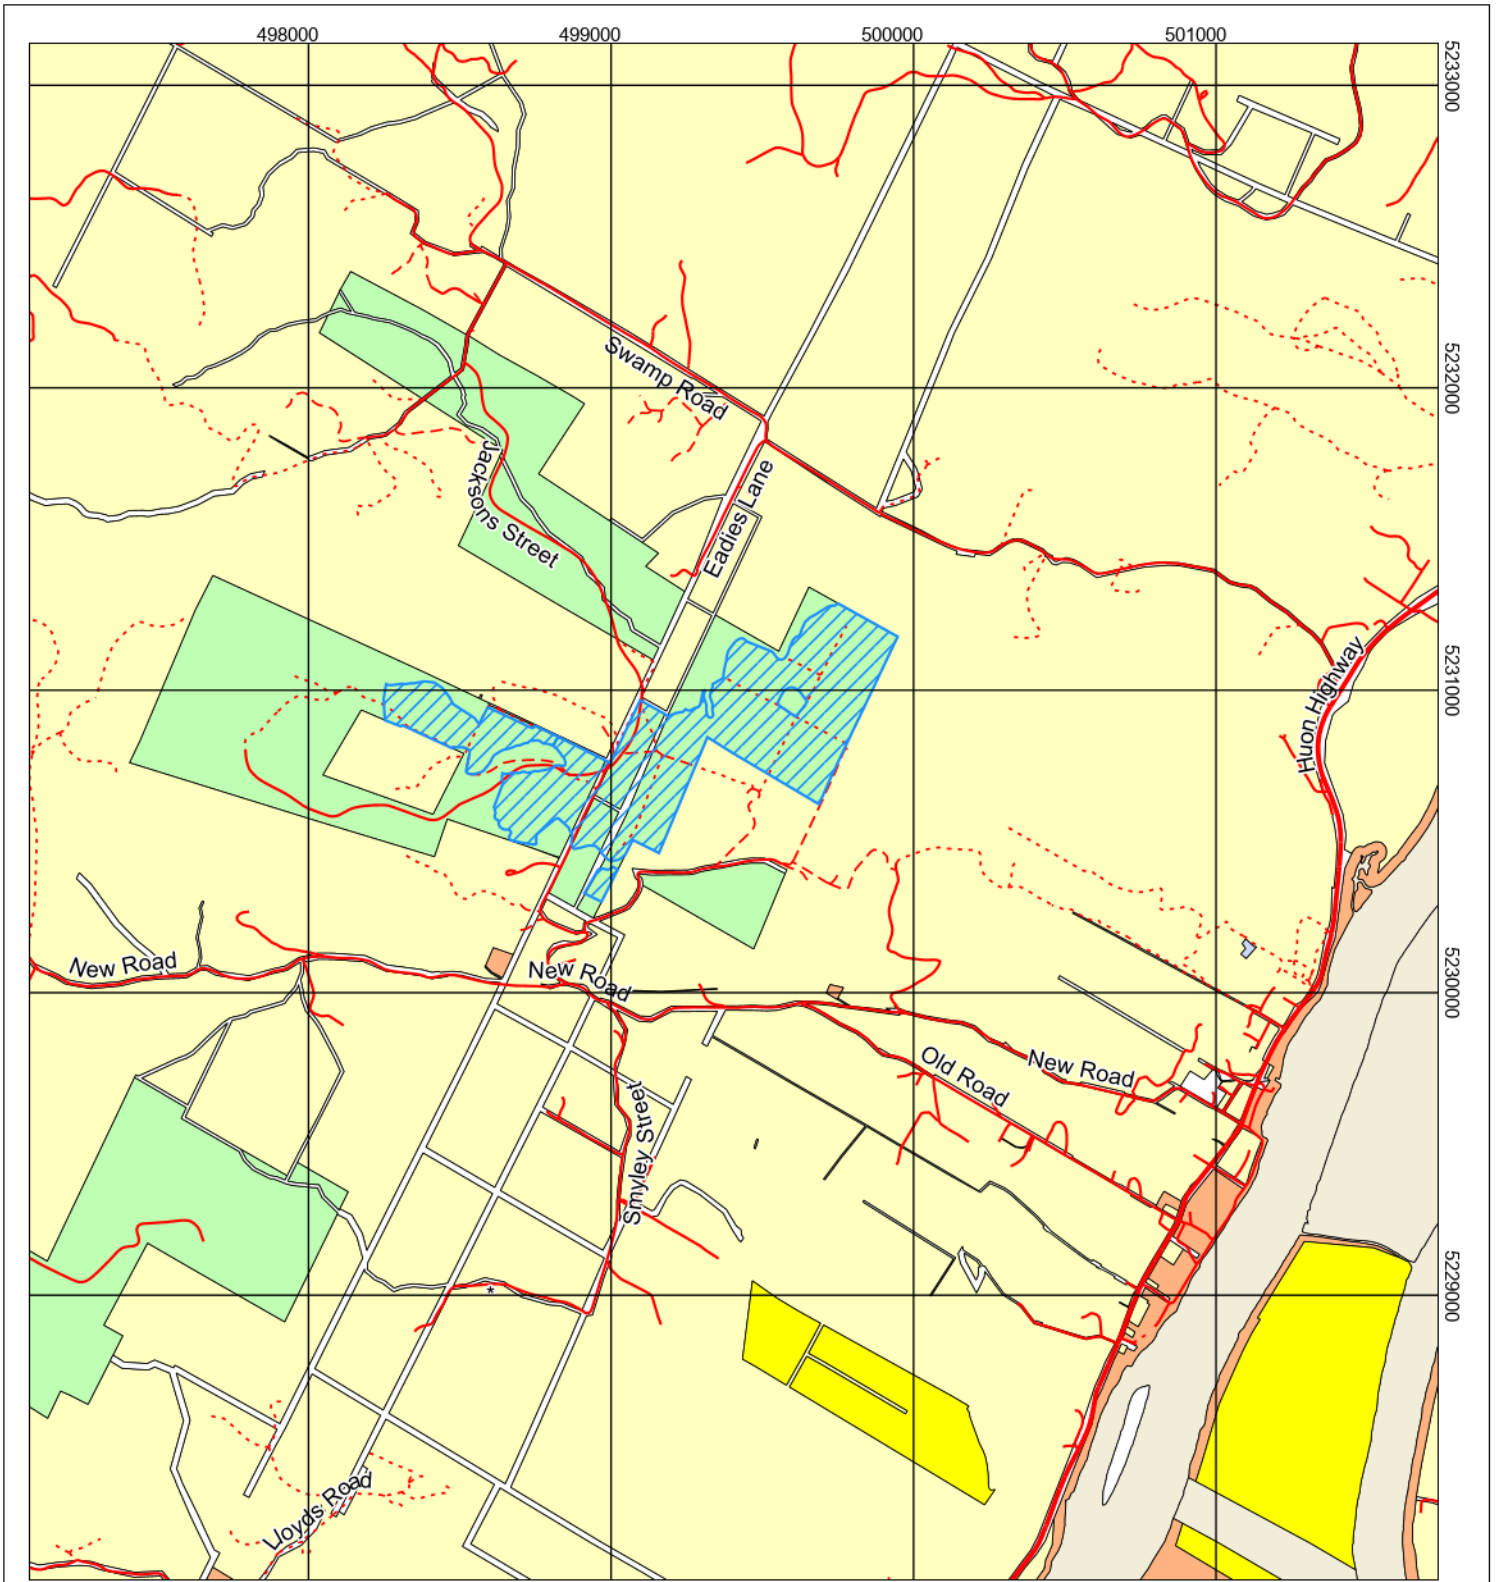 498000
499000
500000
501000
5233000
Swamp Road
5232000
Jacksons Street
Eadies Lane
Huon Highway
5231000
New Road
New Road
5230000
Old Road
New Road
Smyley Street
5229000
*
Lloyds Road